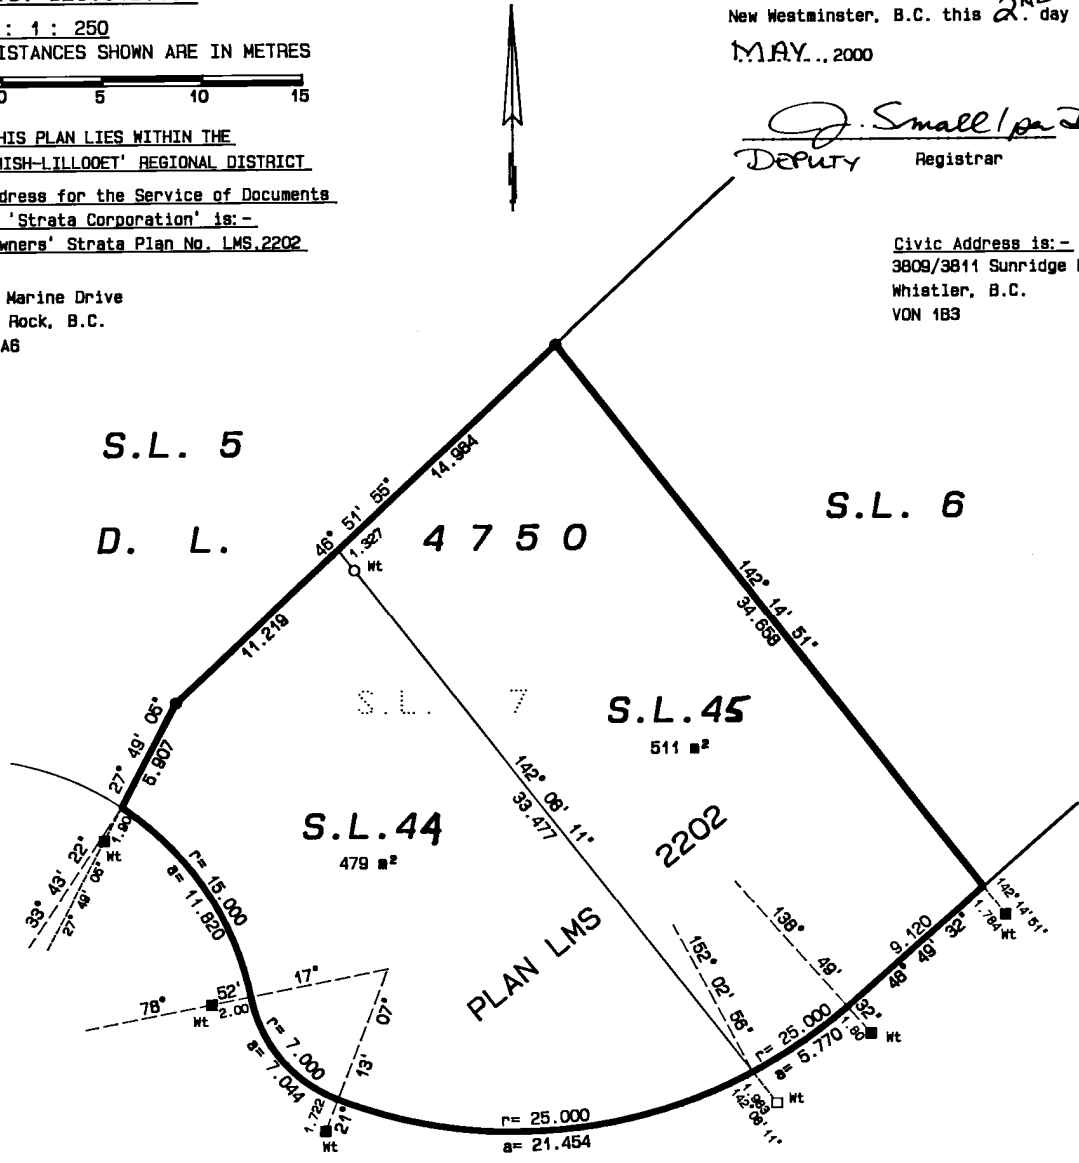 : 1 : 250
ISTANCES SHOWN ARE IN METRES
0 5 10 15
HIS PLAN LIES WITHIN THE
ISH-LILLOOET' REGIONAL DISTRICT
dress for the Service of Documents
'Strata Corporation' is:-
wners' Strata Plan No. LMS.2202
Marine Drive
Rock, B.C.
A6
New Westminster, B.C. this 2ND. day
MAY..., 2000
J. Small / per
DEPUTY Registrar
Civic Address is:-
3809/3811 Sunridge
Whistler, B.C.
VON 1B3
S.L. 5
D. L. 4750
S.L. 6
14.984
46° 51' 55"
1.327
Wt
11.219
142° 14' 51"
34.658
S.L. 7
S.L.45
511 m²
27° 49' 05"
5.907
142° 08' 11"
33.477
S.L.44
479 m²
2202
PLAN LMS
1.90
Wt
33° 43' 22"
27° 49' 05"
r= 15.000
a= 11.820
138° 49' 32"
152° 02' 56"
9.120
48° 49' 32"
142° 14' 51"
1.784
Wt
78° 52' 17"
2.00
Wt
r= 7.000
a= 7.044
21° 13' 07"
1.722
Wt
r= 25.000
a= 5.770
1.80
Wt
1.983
142° 08' 11"
Wt
r= 25.000
a= 21.454